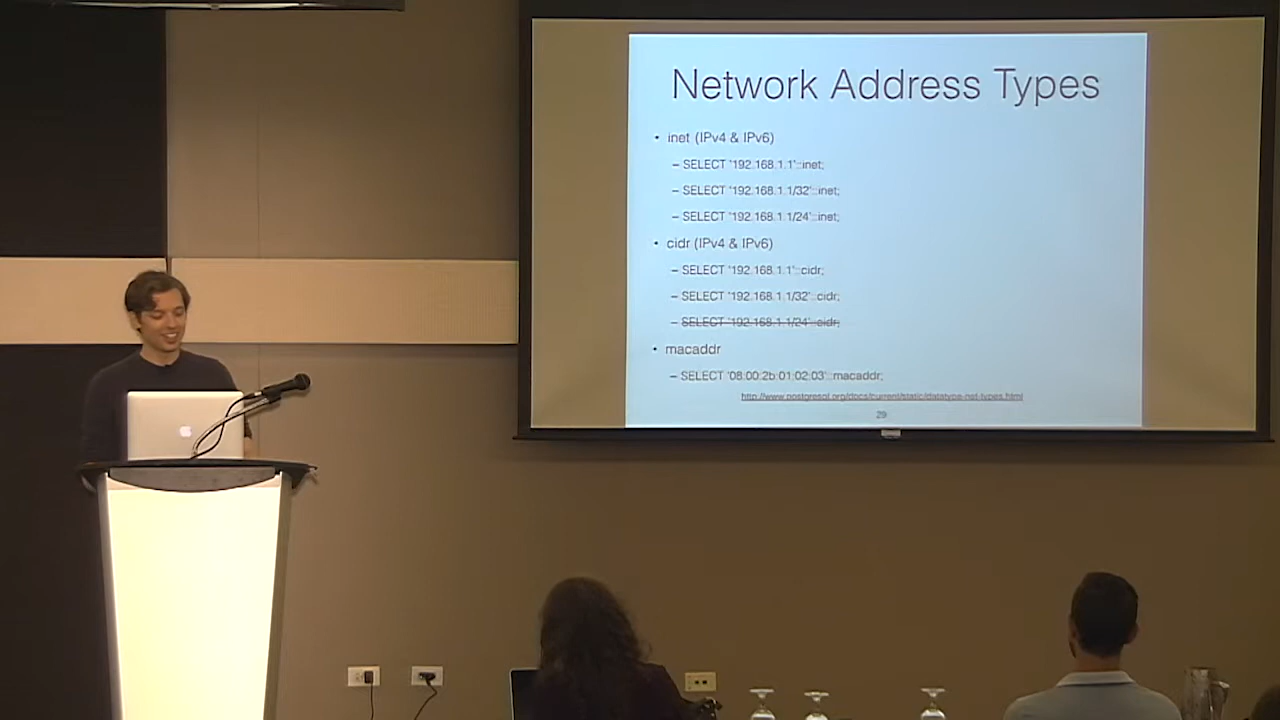 Network Address Types
• inet (IPv4 & IPv6)
– SELECT '192.168.1.1'::inet;
– SELECT '192.168.1.1/32'::inet;
– SELECT '192.168.1.1/24'::inet;
• cidr (IPv4 & IPv6)
– SELECT '192.168.1.1'::cidr;
– SELECT '192.168.1.1/32'::cidr;
– SELECT '192.168.1.1/24'::cidr;
• macaddr
– SELECT '08:00:2b:01:02:03'::macaddr;
http://www.postgresql.org/docs/current/static/datatype-net-types.html
29